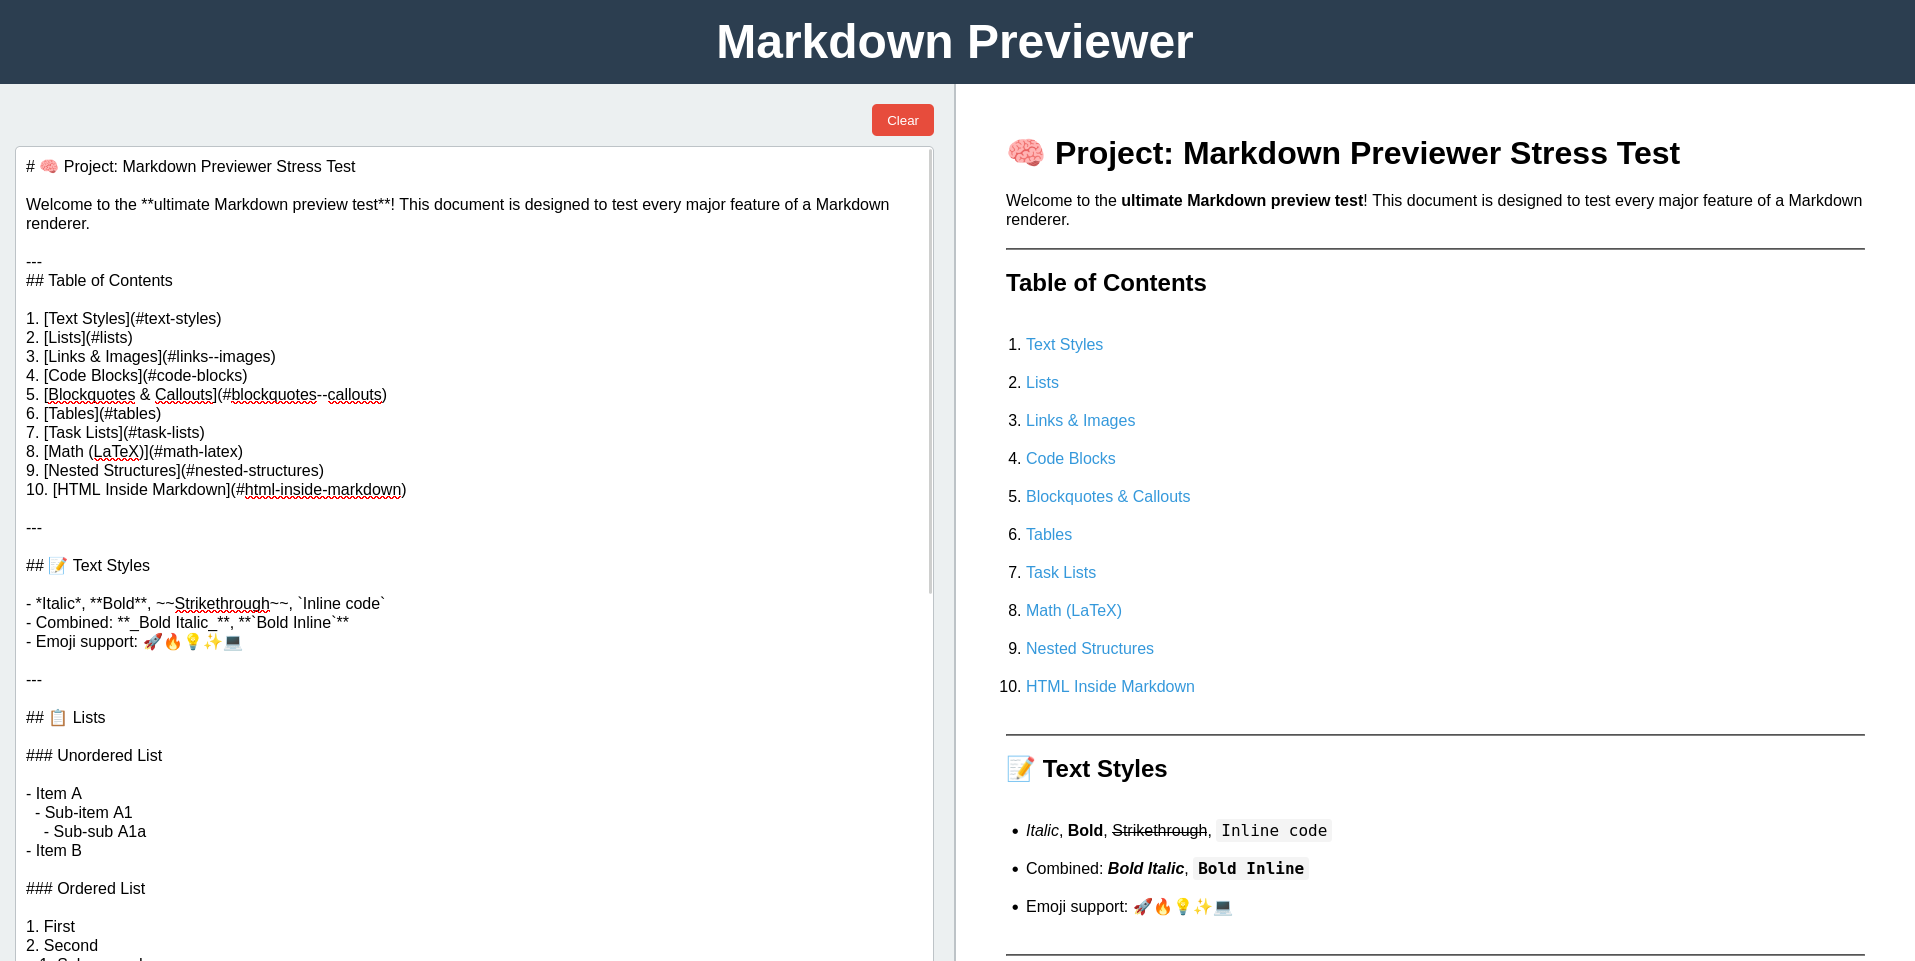 Markdown Previewer
Clear
# 🧠 Project: Markdown Previewer Stress Test
Welcome to the **ultimate Markdown preview test**! This document is designed to test every major feature of a Markdown
renderer.
---
## Table of Contents
1. [Text Styles](#text-styles)
2. [Lists](#lists)
3. [Links & Images](#links--images)
4. [Code Blocks](#code-blocks)
5. [Blockquotes & Callouts](#blockquotes--callouts)
6. [Tables](#tables)
7. [Task Lists](#task-lists)
8. [Math (LaTeX)](#math-latex)
9. [Nested Structures](#nested-structures)
10. [HTML Inside Markdown](#html-inside-markdown)
---
## 📝 Text Styles
- *Italic*, **Bold**, ~~Strikethrough~~, `Inline code`
- Combined: **_Bold Italic_**, **`Bold Inline`**
- Emoji support: 🚀🔥💡✨💻
---
## 📋 Lists
### Unordered List
- Item A
  - Sub-item A1
    - Sub-sub A1a
- Item B
### Ordered List
1. First
2. Second
🧠 Project: Markdown Previewer Stress Test
Welcome to the ultimate Markdown preview test! This document is designed to test every major feature of a Markdown
renderer.
Table of Contents
1. Text Styles
2. Lists
3. Links & Images
4. Code Blocks
5. Blockquotes & Callouts
6. Tables
7. Task Lists
8. Math (LaTeX)
9. Nested Structures
10. HTML Inside Markdown
📝 Text Styles
• Italic, Bold, Strikethrough, Inline code
• Combined: Bold Italic, Bold Inline
• Emoji support: 🚀🔥💡✨💻